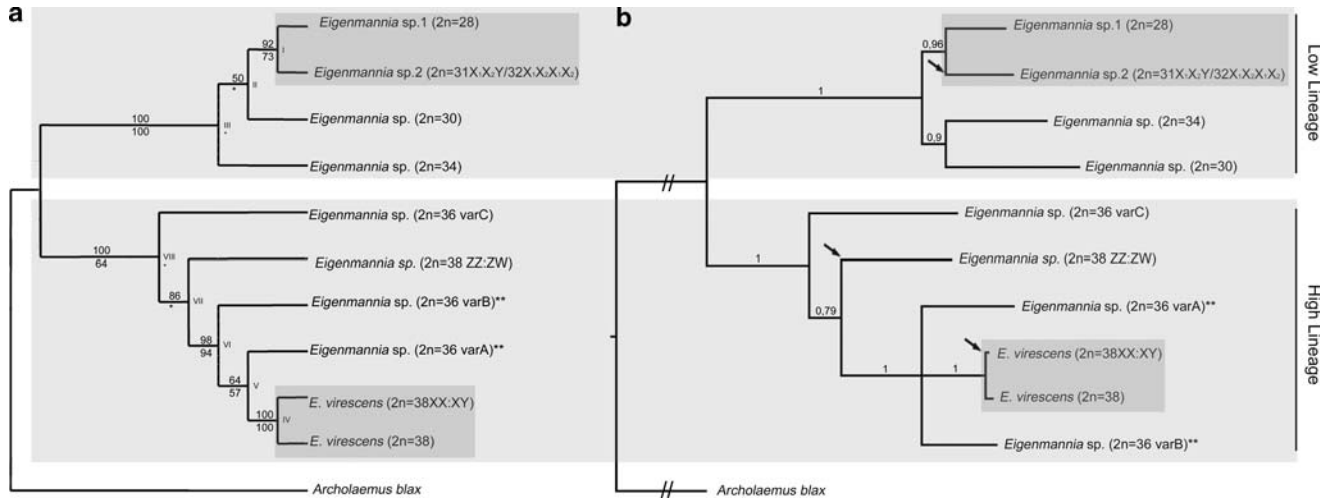 a
Eigenmannia sp.1 (2n=28)
92
73
I
Eigenmannia sp.2 (2n=31X₁X₂Y/32X₁X₂X₁X₂)
50
*
II
Eigenmannia sp. (2n=30)
100
100
III
*
Eigenmannia sp. (2n=34)
Eigenmannia sp. (2n=36 varC)
100
64
VIII
*
Eigenmannia sp. (2n=38 ZZ:ZW)
86
*
VII
Eigenmannia sp. (2n=36 varB)**
98
94
VI
Eigenmannia sp. (2n=36 varA)**
64
57
V
E. virescens (2n=38XX:XY)
100
100
IV
E. virescens (2n=38)
Archolaemus blax
b
Eigenmannia sp.1 (2n=28)
0,96
Eigenmannia sp.2 (2n=31X₁X₂Y/32X₁X₂X₁X₂)
1
Eigenmannia sp. (2n=34)
0,9
Eigenmannia sp. (2n=30)
Low Lineage
//
Eigenmannia sp. (2n=36 varC)
1
Eigenmannia sp. (2n=38 ZZ:ZW)
0,79
Eigenmannia sp. (2n=36 varA)**
E. virescens (2n=38XX:XY)
1
1
E. virescens (2n=38)
Eigenmannia sp. (2n=36 varB)**
High Lineage
//
Archolaemus blax